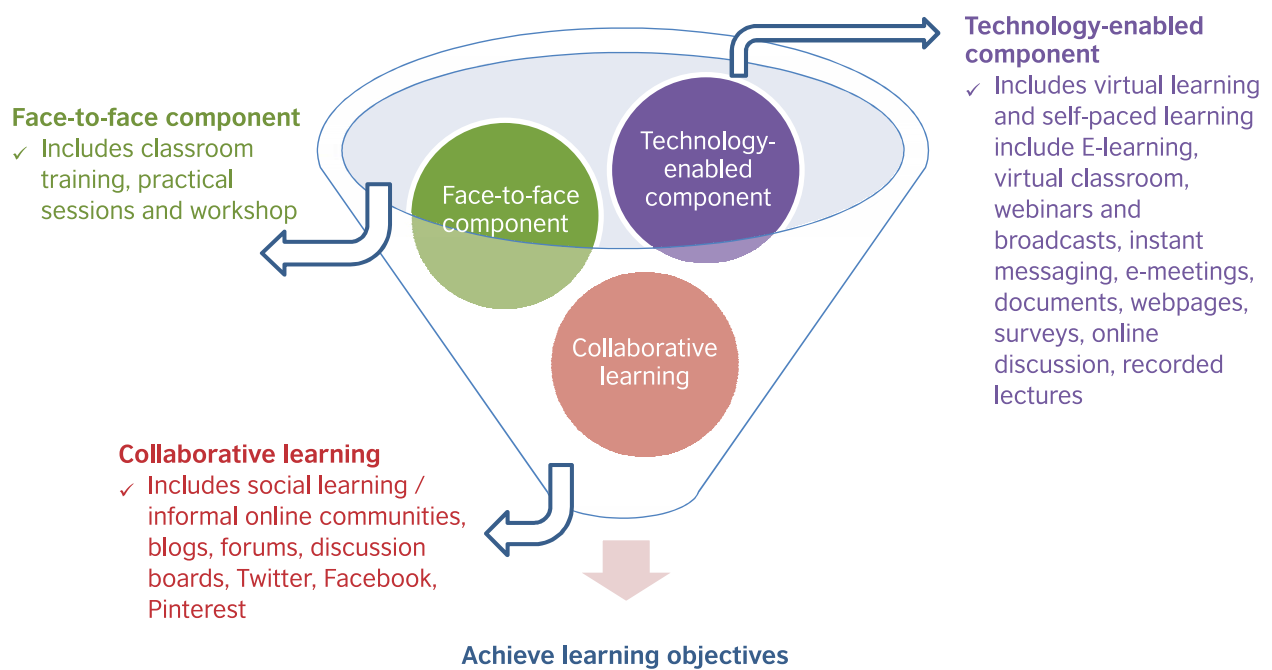 Technology-enabled
component
✓ Includes virtual learning
and self-paced learning
include E-learning,
virtual classroom,
webinars and
broadcasts, instant
messaging, e-meetings,
documents, webpages,
surveys, online
discussion, recorded
lectures
Face-to-face component
✓ Includes classroom
training, practical
sessions and workshop
Technology-
enabled
component
Face-to-face
component
Collaborative
learning
Collaborative learning
✓ Includes social learning /
informal online communities,
blogs, forums, discussion
boards, Twitter, Facebook,
Pinterest
Achieve learning objectives